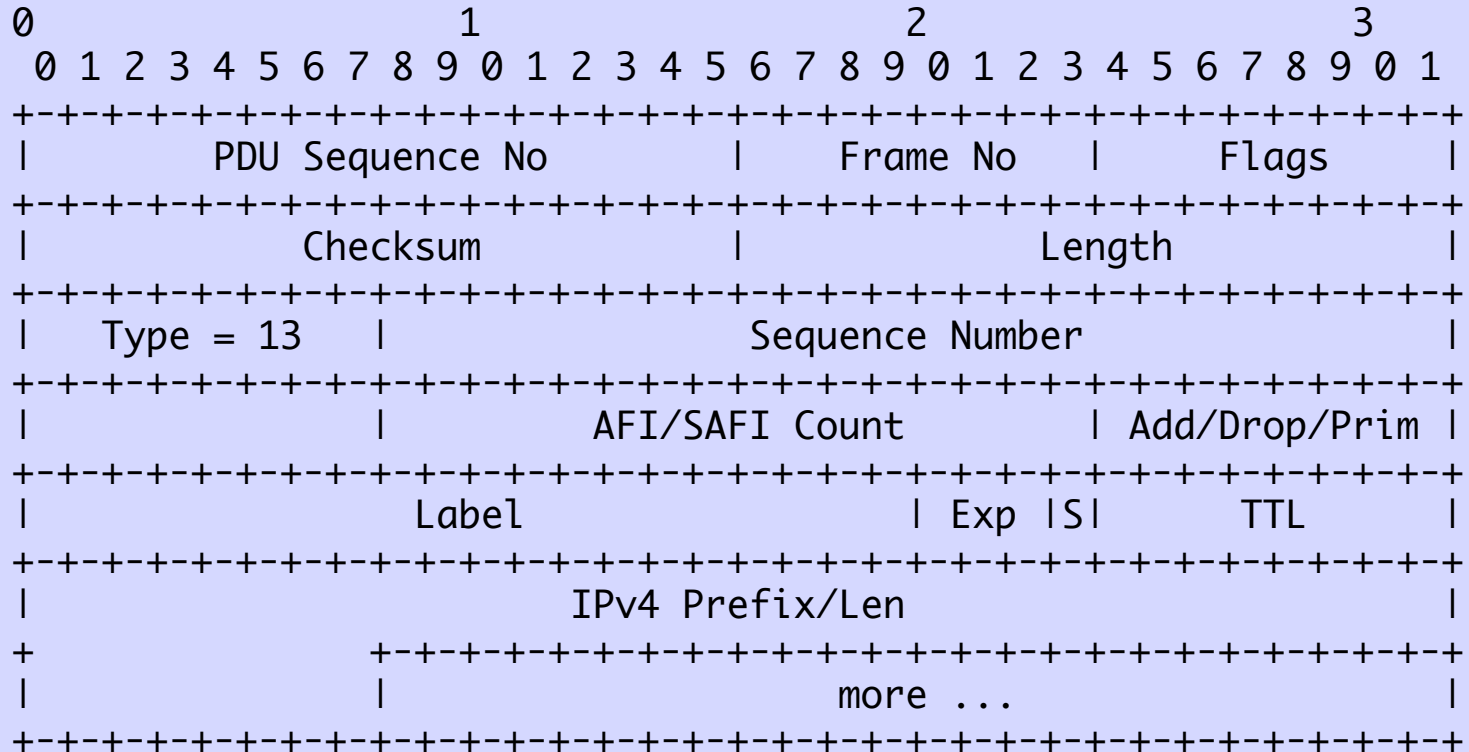 0                   1                   2                   3
 0 1 2 3 4 5 6 7 8 9 0 1 2 3 4 5 6 7 8 9 0 1 2 3 4 5 6 7 8 9 0 1
+-+-+-+-+-+-+-+-+-+-+-+-+-+-+-+-+-+-+-+-+-+-+-+-+-+-+-+-+-+-+-+-+
|        PDU Sequence No        |    Frame No   |     Flags     |
+-+-+-+-+-+-+-+-+-+-+-+-+-+-+-+-+-+-+-+-+-+-+-+-+-+-+-+-+-+-+-+-+
|            Checksum           |             Length            |
+-+-+-+-+-+-+-+-+-+-+-+-+-+-+-+-+-+-+-+-+-+-+-+-+-+-+-+-+-+-+-+-+
|   Type = 13   |                Sequence Number                |
+-+-+-+-+-+-+-+-+-+-+-+-+-+-+-+-+-+-+-+-+-+-+-+-+-+-+-+-+-+-+-+-+
|               |         AFI/SAFI Count        | Add/Drop/Prim |
+-+-+-+-+-+-+-+-+-+-+-+-+-+-+-+-+-+-+-+-+-+-+-+-+-+-+-+-+-+-+-+-+
|                 Label                 | Exp |S|      TTL      |
+-+-+-+-+-+-+-+-+-+-+-+-+-+-+-+-+-+-+-+-+-+-+-+-+-+-+-+-+-+-+-+-+
|                        IPv4 Prefix/Len                        |
+               +-+-+-+-+-+-+-+-+-+-+-+-+-+-+-+-+-+-+-+-+-+-+-+-+
|               |                    more ...                   |
+-+-+-+-+-+-+-+-+-+-+-+-+-+-+-+-+-+-+-+-+-+-+-+-+-+-+-+-+-+-+-+-+